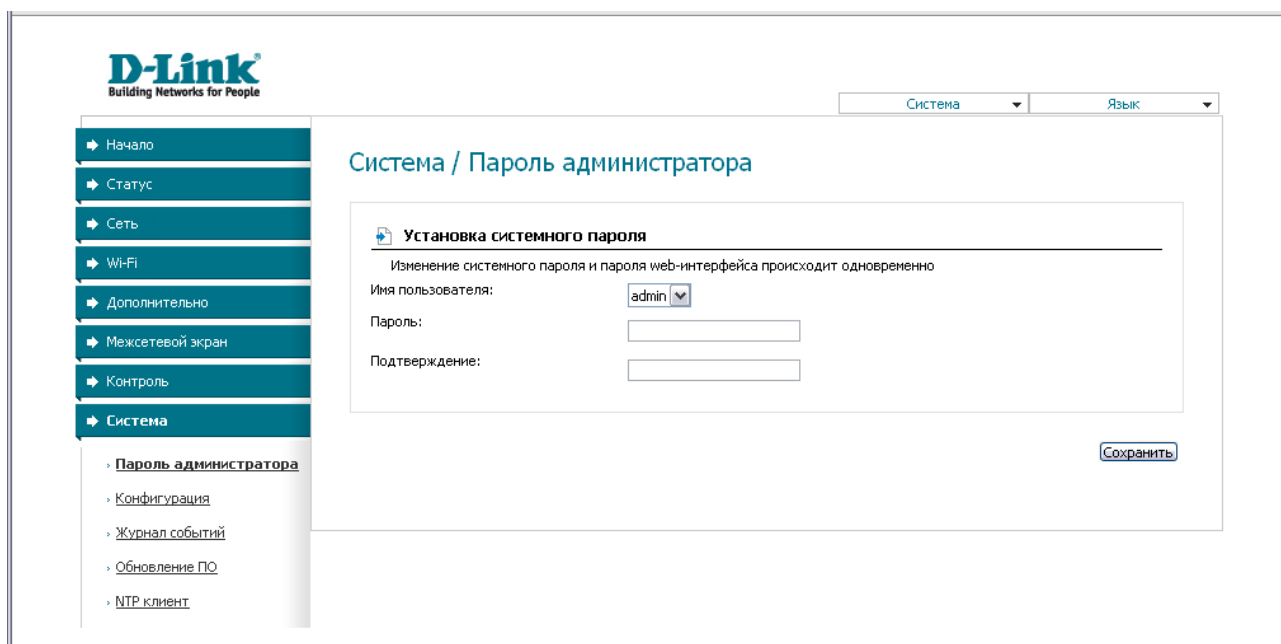 D-Link
Building Networks for People
Система
Язык
Начало
Статус
Сеть
Wi-Fi
Дополнительно
Межсетевой экран
Контроль
Система
Пароль администратора
Конфигурация
Журнал событий
Обновление ПО
NTP клиент
Система / Пароль администратора
Установка системного пароля
Изменение системного пароля и пароля web-интерфейса происходит одновременно
Имя пользователя: admin
Пароль:
Подтверждение:
Сохранить